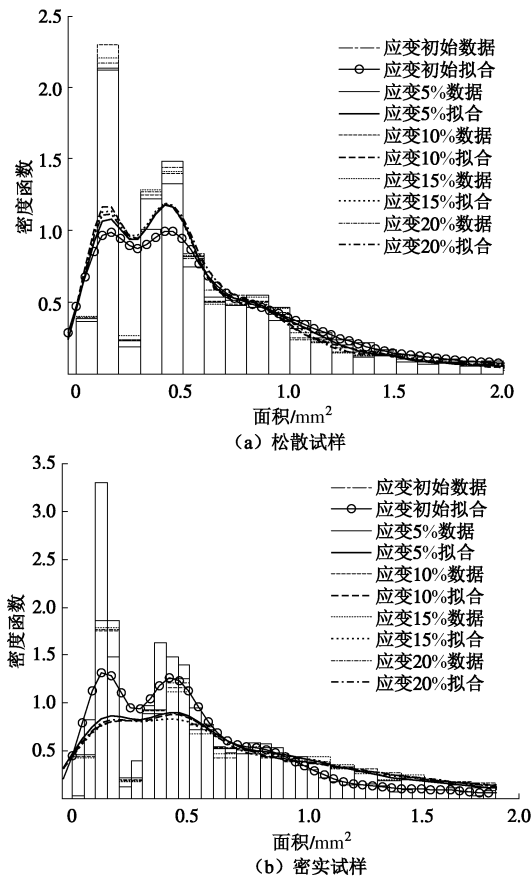 2.5
2.0
1.5
1.0
0.5
密度函数
应变初始数据
应变初始拟合
应变5%数据
应变5%拟合
应变10%数据
应变10%拟合
应变15%数据
应变15%拟合
应变20%数据
应变20%拟合
0 0.5 1.0 1.5 2.0
面积/mm²
(a) 松散试样
3.5
3.0
2.5
2.0
1.5
1.0
0.5
密度函数
应变初始数据
应变初始拟合
应变5%数据
应变5%拟合
应变10%数据
应变10%拟合
应变15%数据
应变15%拟合
应变20%数据
应变20%拟合
0 0.5 1.0 1.5 2.0
面积/mm²
(b) 密实试样